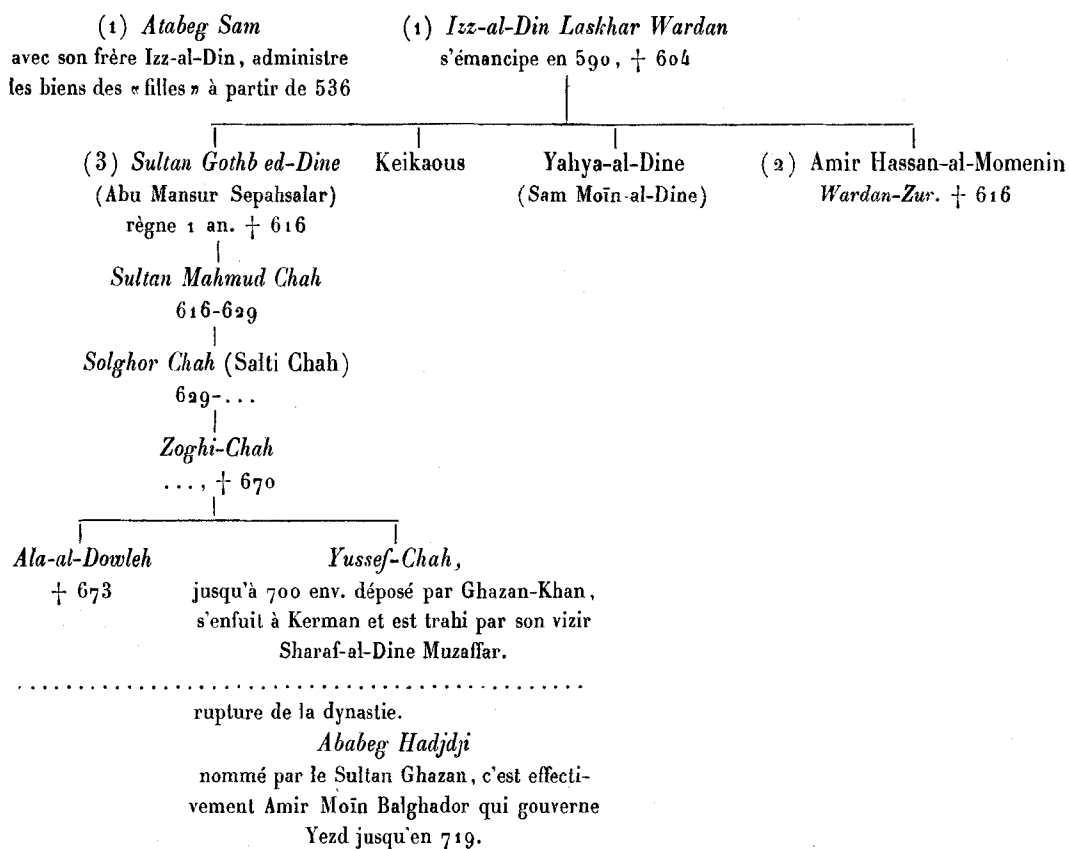 (1) Atabeg Sam
avec son frère Izz-al-Din, administre
les biens des « filles » à partir de 536
(1) Izz-al-Din Laskhar Wardan
s'émancipe en 590, † 604
(3) Sultan Gothb ed-Dine
(Abu Mansur Sepahsalar)
règne 1 an. † 616
Keikaous
Yahya-al-Dine
(Sam Moïn-al-Dine)
(2) Amir Hassan-al-Momenin
Wardan-Zur. † 616
Sultan Mahmud Chah
616-629
Solghor Chah (Salti Chah)
629-...
Zoghi-Chah
..., † 670
Ala-al-Dowleh
† 673
Yussef-Chah,
jusqu'à 700 env. déposé par Ghazan-Khan,
s'enfuit à Kerman et est trahi par son vizir
Sharaf-al-Dine Muzaffar.
rupture de la dynastie.
Ababeg Hadjdji
nommé par le Sultan Ghazan, c'est effecti-
vement Amir Moïn Balghador qui gouverne
Yezd jusqu'en 719.